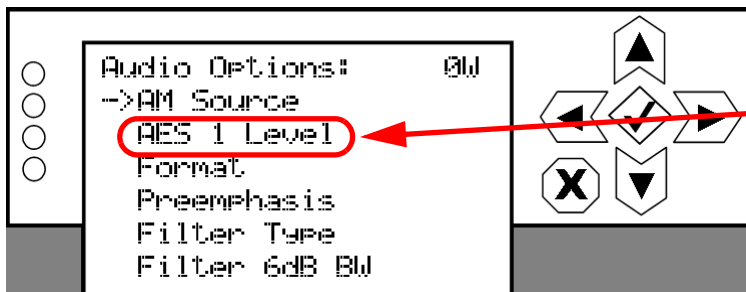 Audio Options: 0W
->AM Source
AES 1 Level
Format
Preemphasis
Filter Type
Filter 6dB BW
X